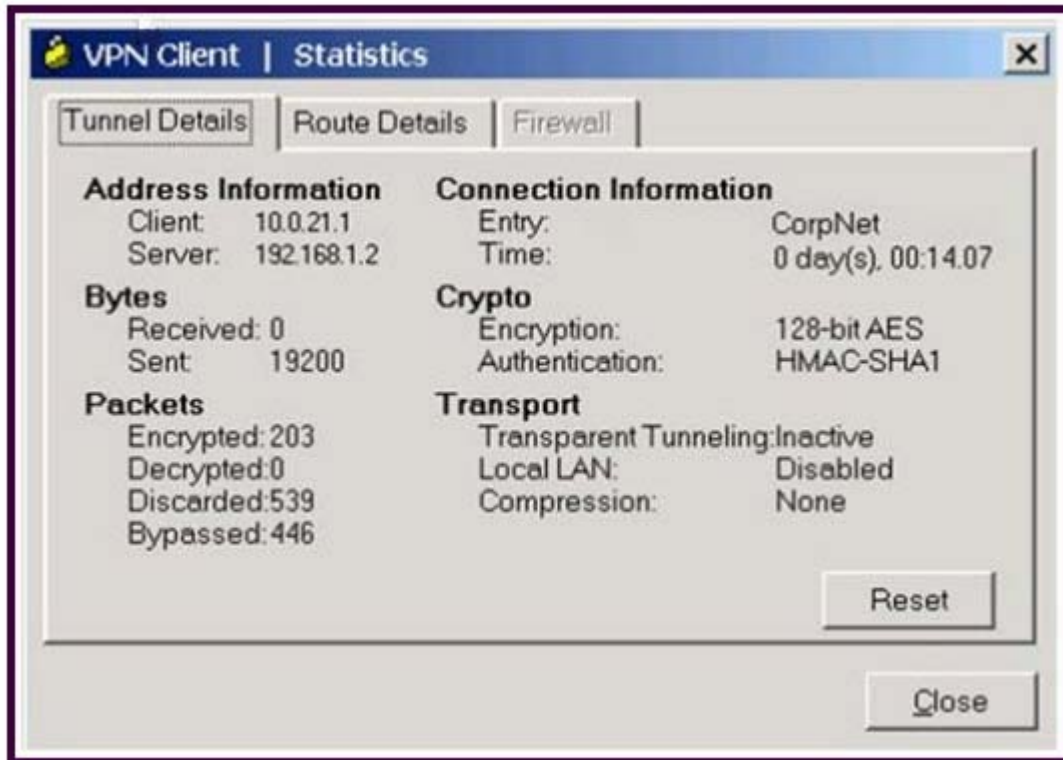 VPN Client | Statistics
Tunnel Details
Route Details
Firewall
Address Information
Client: 10.0.21.1
Server: 192.168.1.2
Bytes
Received: 0
Sent: 19200
Packets
Encrypted: 203
Decrypted:0
Discarded:539
Bypassed: 446
Connection Information
Entry: CorpNet
Time: 0 day(s), 00:14.07
Crypto
Encryption: 128-bit AES
Authentication: HMAC-SHA1
Transport
Transparent Tunneling:Inactive
Local LAN: Disabled
Compression: None
Reset
Close